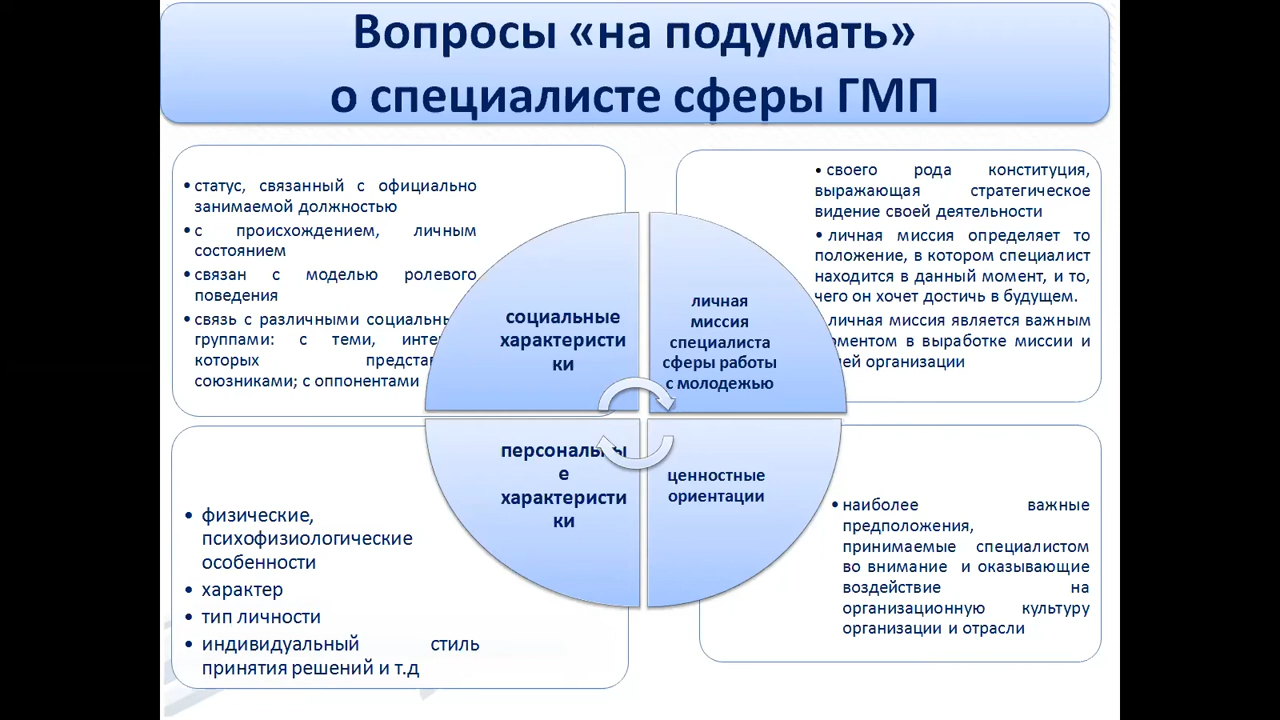 Вопросы «на подумать»
о специалисте сферы ГМП
• статус, связанный с официально
занимаемой должностью
• с происхождением, личным
состоянием
• связан с моделью ролевого
поведения
• связь с различными социальн
группами: с теми, инте
которых предста
союзниками; с оппонентами
• своего рода конституция,
выражающая стратегическое
видение своей деятельности
• личная миссия определяет то
положение, в котором специалист
находится в данный момент, и то,
чего он хочет достичь в будущем.
личная миссия является важным
моментом в выработке миссии и
ей организации
социальные
характеристи
ки
личная
миссия
специалиста
сферы работы
с молодежью
персональны
е
характеристи
ки
ценностные
ориентации
• физические,
психофизиологические
особенности
• характер
• тип личности
• индивидуальный стиль
принятия решений и т.д
• наиболее важные
предположения,
принимаемые специалистом
во внимание и оказывающие
воздействие на
организационную культуру
организации и отрасли